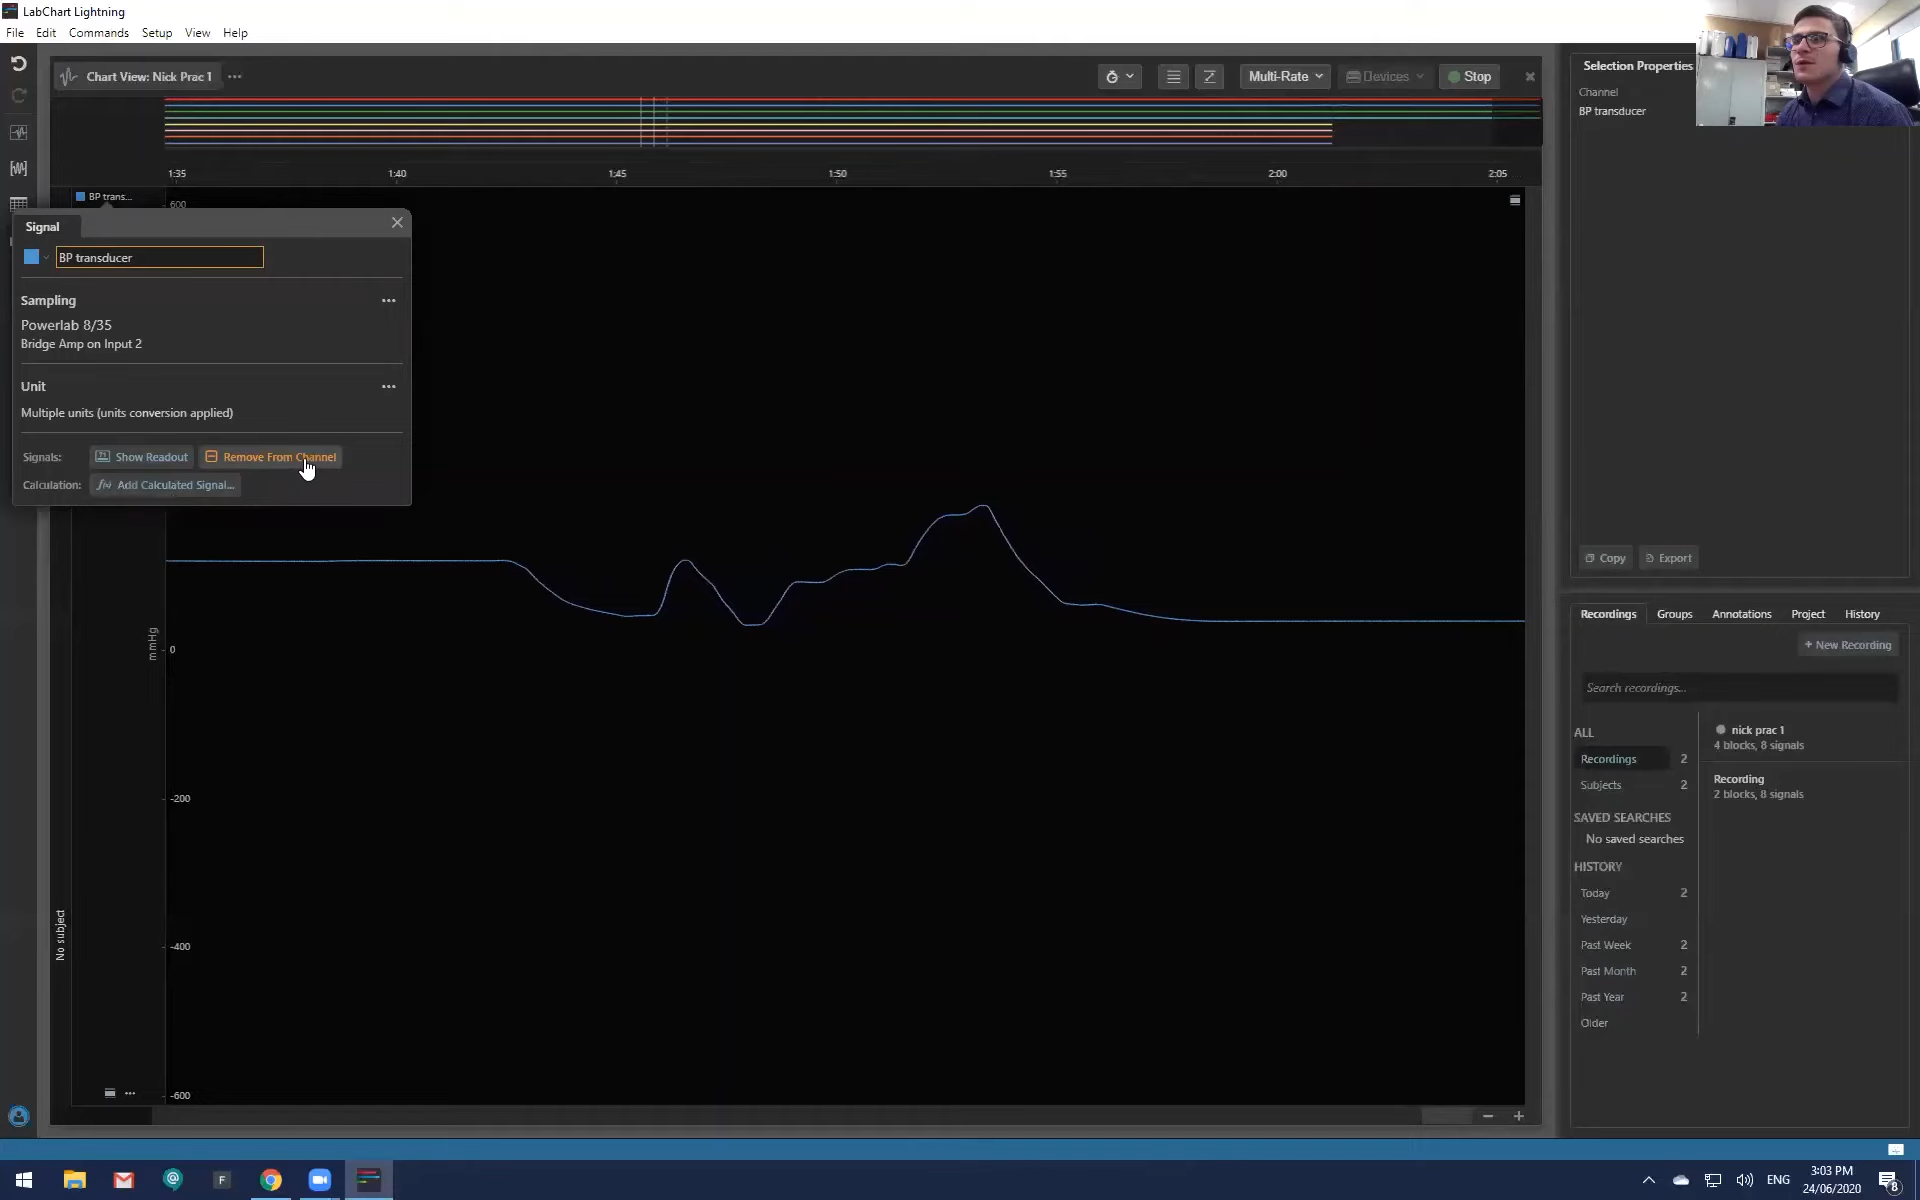 LabChart Lightning
File Edit Commands Setup View Help
Chart View: Nick Prac 1
Multi-Rate
Devices
Stop
1:35 1:40 1:45 1:50 1:55 2:00 2:05
BP trans...
600
Signal
BP transducer
Sampling
Powerlab 8/35
Bridge Amp on Input 2
Unit
Multiple units (units conversion applied)
Signals: Show Readout Remove From Channel
Calculation: Add Calculated Signal...
mmHg
0
-200
-400
-600
No subject
Selection Properties
Channel
BP transducer
Copy Export
Recordings Groups Annotations Project History
+ New Recording
Search recordings...
ALL
Recordings 2
Subjects 2
SAVED SEARCHES
No saved searches
HISTORY
Today 2
Yesterday
Past Week 2
Past Month 2
Past Year 2
Older
nick prac 1
4 blocks, 8 signals
Recording
2 blocks, 8 signals
F
ENG
3:03 PM
24/06/2020
8